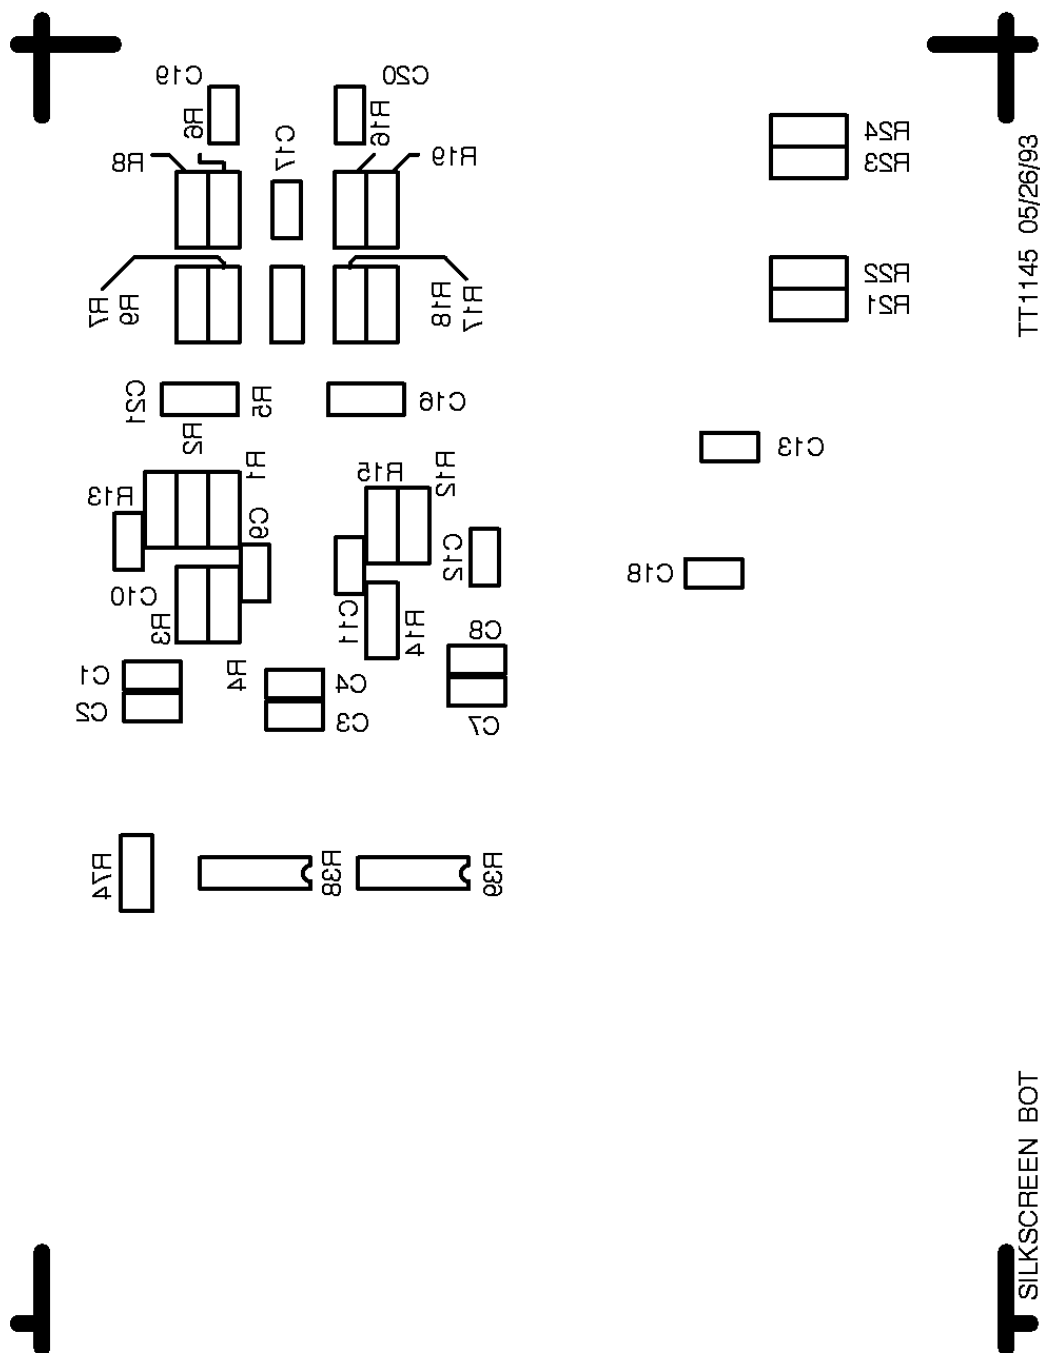 C19
C20
R6
R16
C17
R8
R19
R24
R23
TT1145 05/26/93
R7
R9
R18
R17
R22
R21
C21
R5
C16
R2
R1
R15
R12
C13
R13
C9
C10
C11
C12
C18
R3
R14
C8
C1
R4
C4
C2
C3
C7
R74
R38
R39
SILKSCREEN BOT